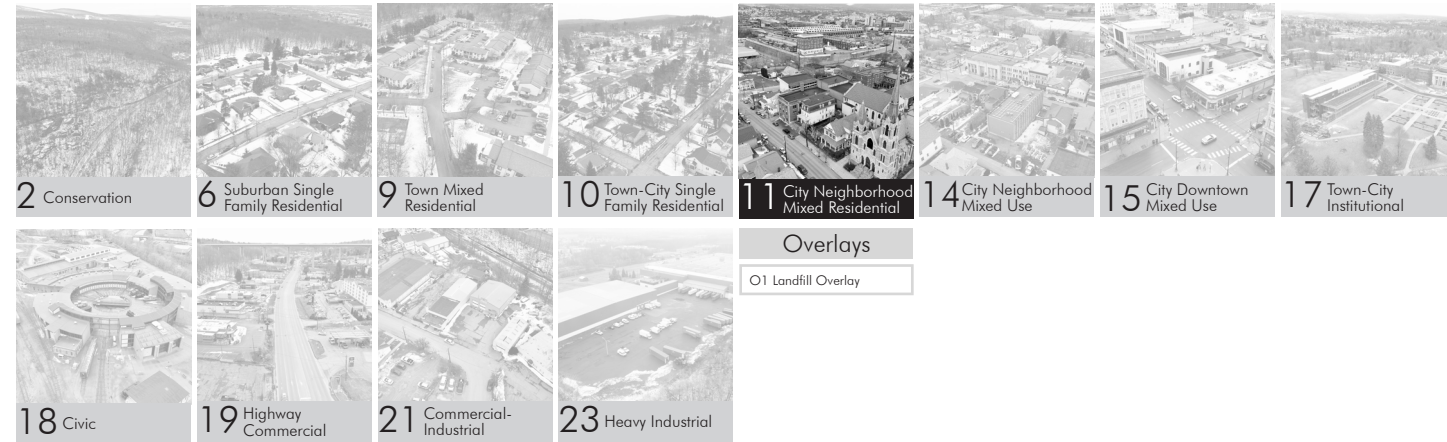 2 Conservation
6 Suburban Single
Family Residential
9 Town Mixed
Residential
10 Town-City Single
Family Residential
11 City Neighborhood
Mixed Residential
14 City Neighborhood
Mixed Use
15 City Downtown
Mixed Use
17 Town-City
Institutional
18 Civic
19 Highway
Commercial
21 Commercial-
Industrial
23 Heavy Industrial
Overlays
O1 Landfill Overlay